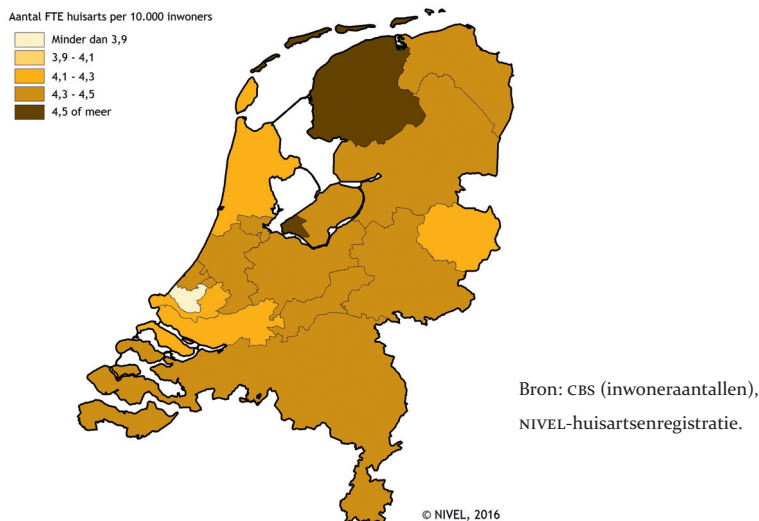 Aantal FTE huisarts per 10.000 inwoners
Minder dan 3,9
3,9 - 4,1
4,1 - 4,3
4,3 - 4,5
4,5 of meer
Bron: CBS (inwoneraantallen),
NIVEL-huisartsenregistratie.
© NIVEL, 2016